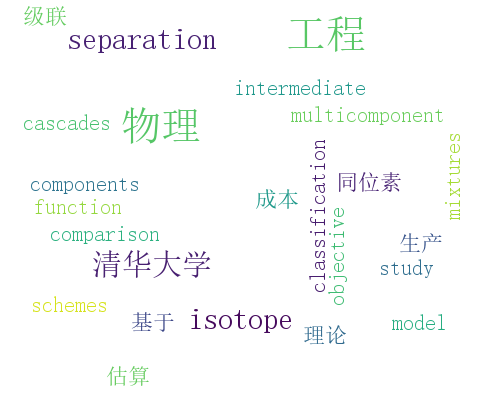 级联
separation
工程
intermediate
物理
multicomponent
cascades
classification
mixtures
components
同位素
成本
function
objective
comparison
生产
清华大学
study
schemes
isotope
基于
理论
model
估算